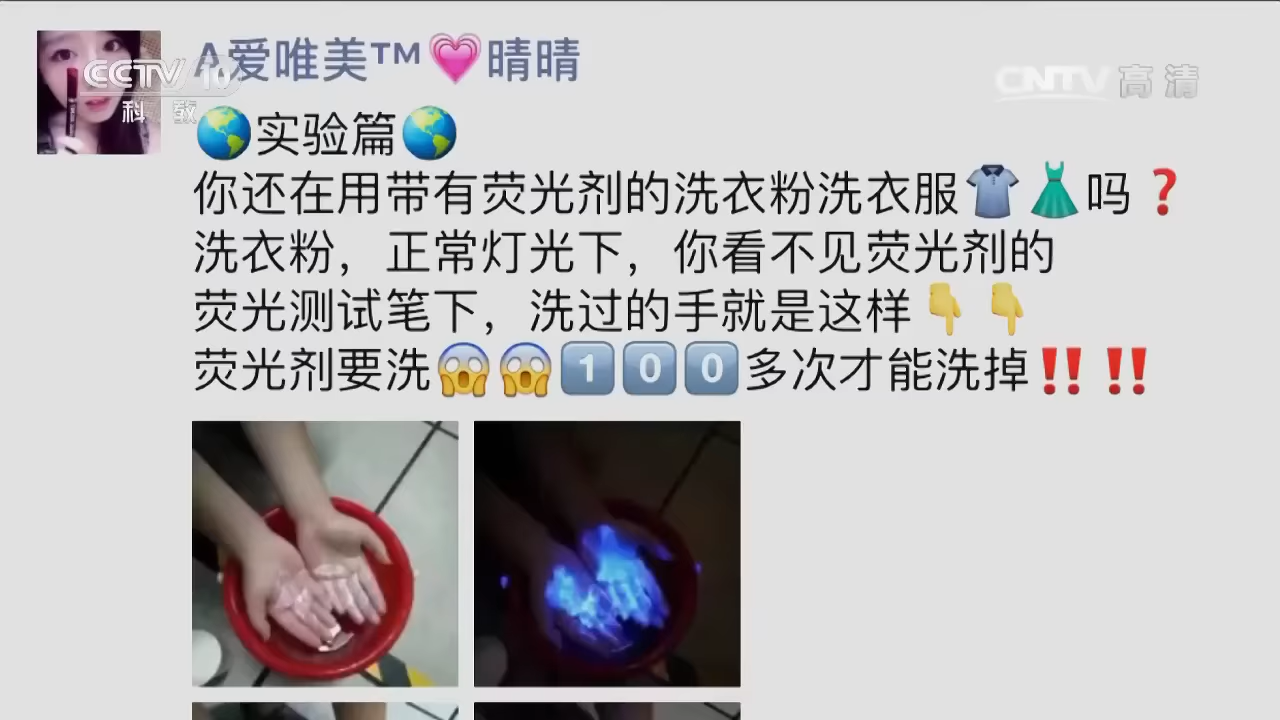 A爱唯美™💗晴晴
CCTV 10
科教
CNTV 高清
🌎实验篇🌎
你还在用带有荧光剂的洗衣粉洗衣服👕👗吗❓
洗衣粉，正常灯光下，你看不见荧光剂的
荧光测试笔下，洗过的手就是这样👇👇
荧光剂要洗😱😱1️⃣0️⃣0️⃣多次才能洗掉‼️‼️